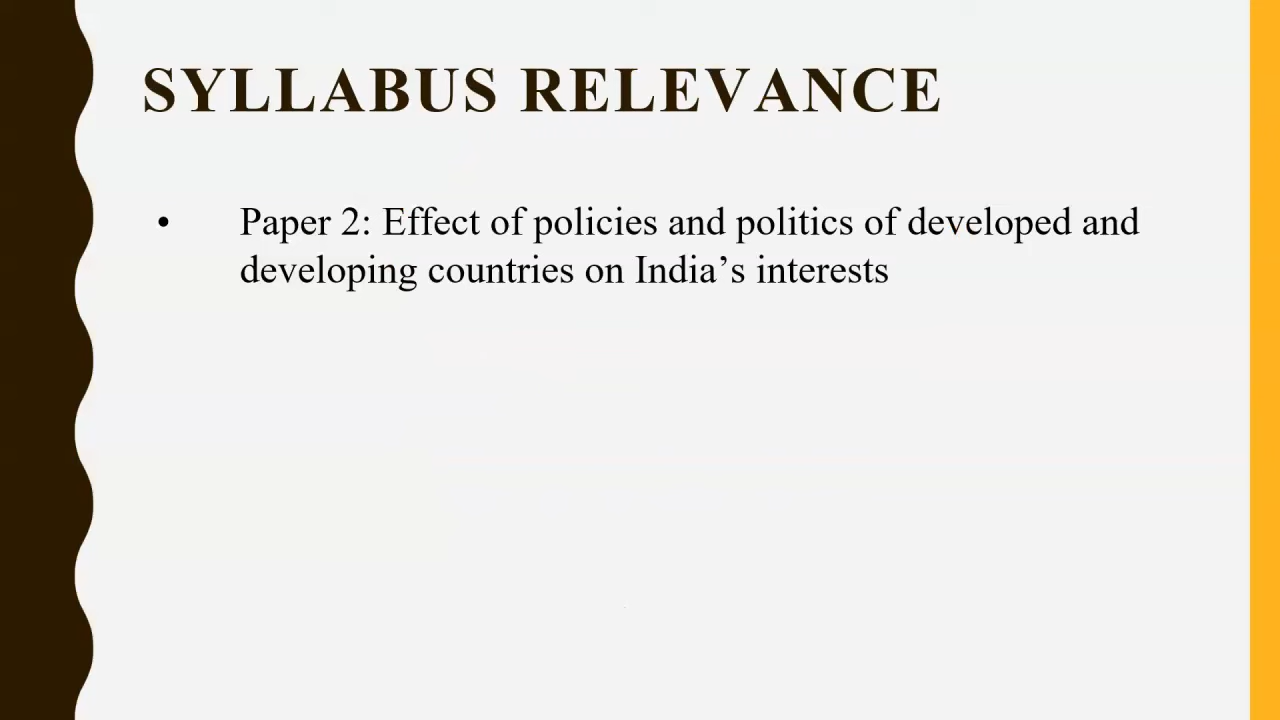 SYLLABUS RELEVANCE
• Paper 2: Effect of policies and politics of developed and
developing countries on India’s interests